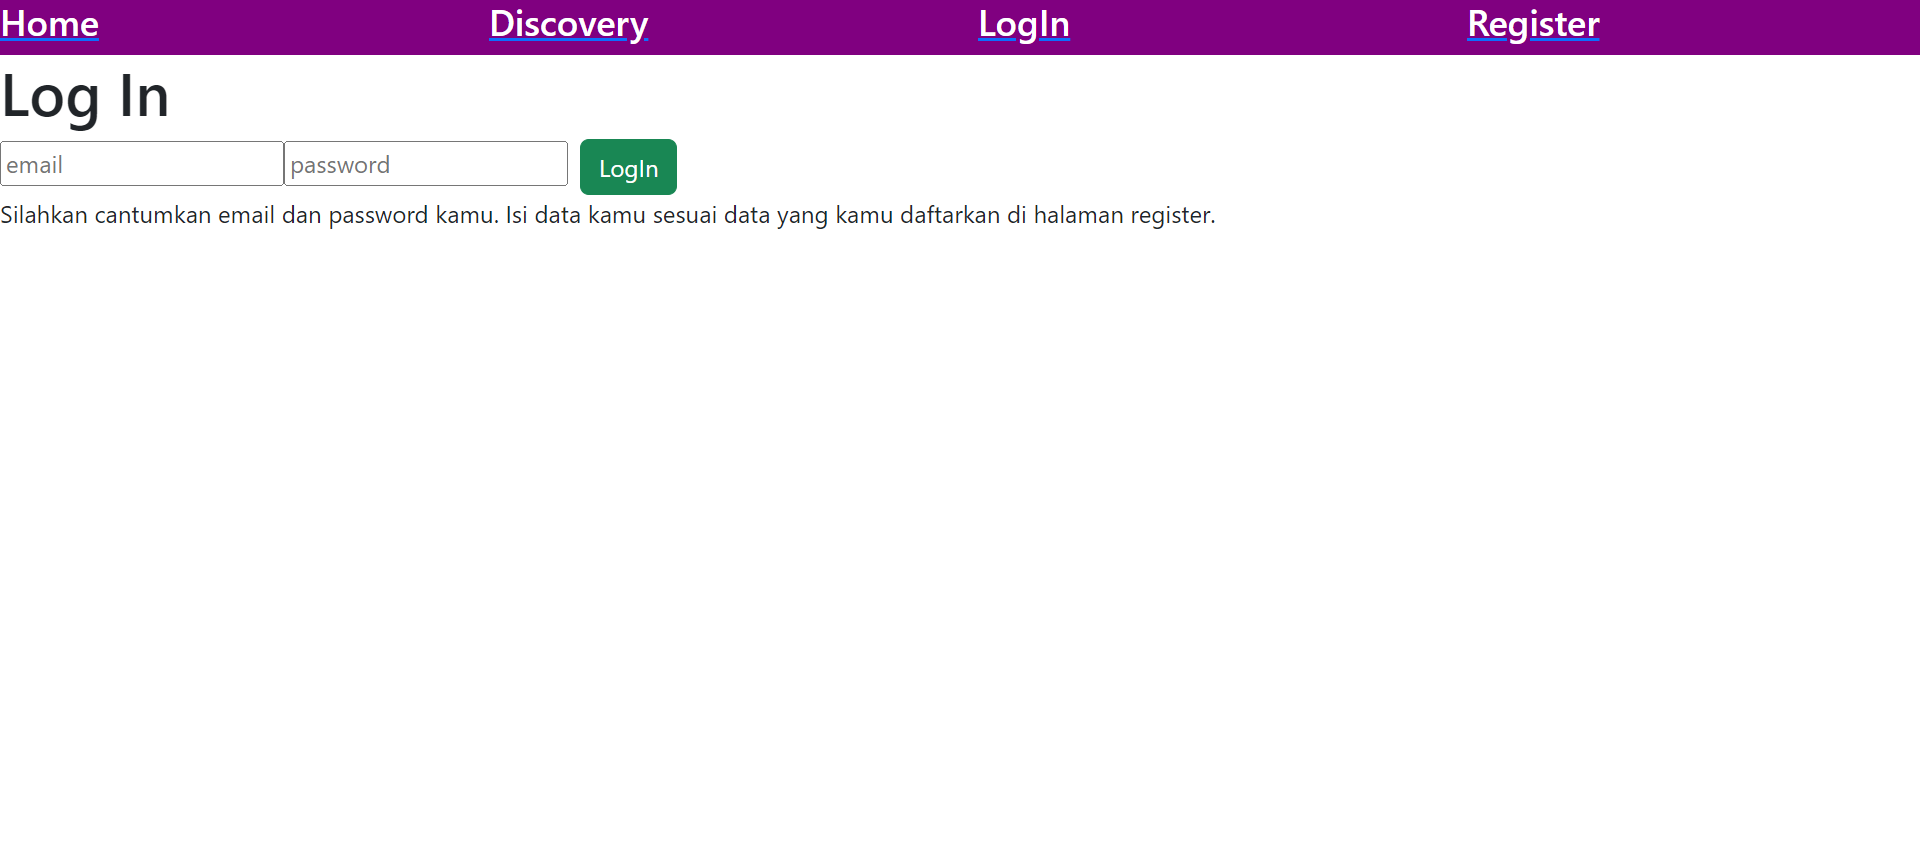 Home Discovery LogIn Register
Log In
email password LogIn
Silahkan cantumkan email dan password kamu. Isi data kamu sesuai data yang kamu daftarkan di halaman register.